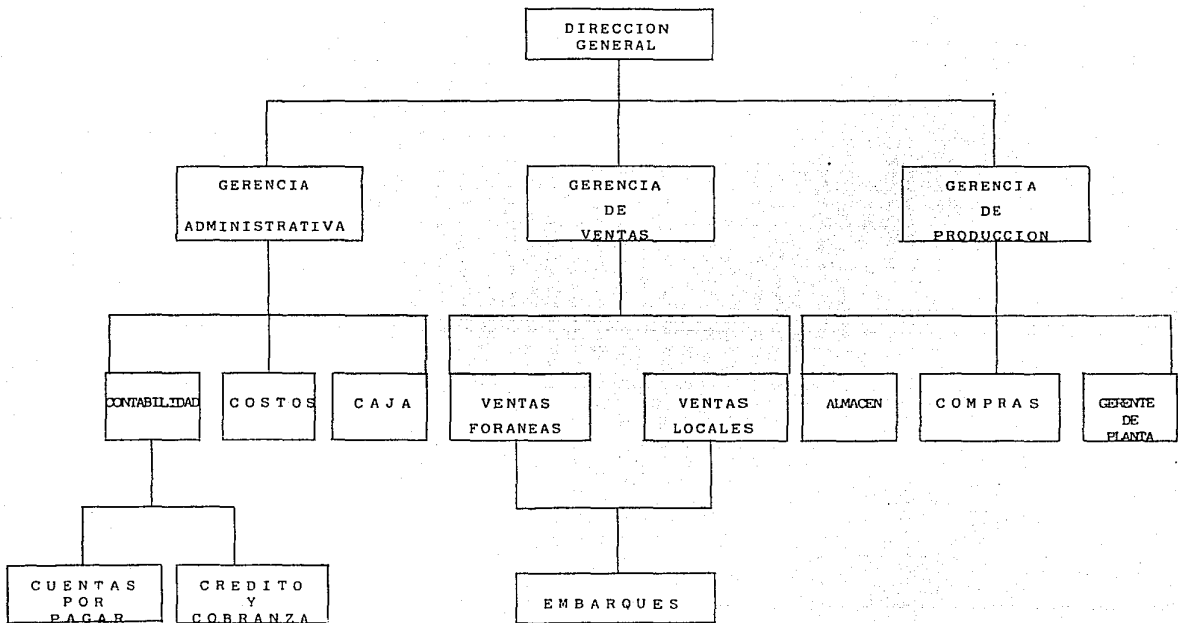 DIRECCION
GENERAL
GERENCIA
ADMINISTRATIVA
GERENCIA
DE
VENTAS
GERENCIA
DE
PRODUCCION
CONTABILIDAD
COSTOS
CAJA
VENTAS
FORANEAS
VENTAS
LOCALES
ALMACEN
COMPRAS
GERENTE
DE
PLANTA
CUENTAS
POR
PAGAR
CREDITO
Y
COBRANZA
EMBARQUES